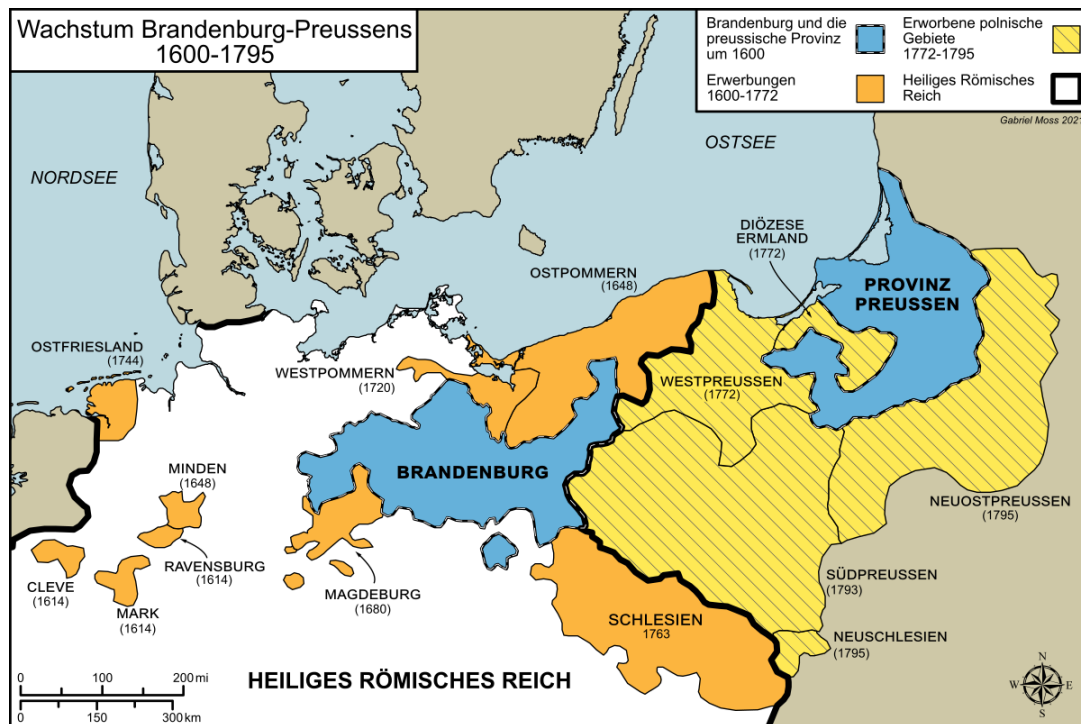 Wachstum Brandenburg-Preussens
1600-1795
Brandenburg und die
preussische Provinz
um 1600
Erwerbungen
1600-1772
Erworbene polnische
Gebiete
1772-1795
Heiliges Römisches
Reich
Gabriel Moss 2021
NORDSEE
OSTSEE
DIÖZESE
ERMLAND
(1772)
OSTPOMMERN
(1648)
PROVINZ
PREUSSEN
OSTFRIESLAND
(1744)
WESTPOMMERN
(1720)
WESTPREUSSEN
(1772)
BRANDENBURG
MINDEN
(1648)
NEUOSTPREUSSEN
(1795)
RAVENSBURG
(1614)
CLEVE
(1614)
MARK
(1614)
MAGDEBURG
(1680)
SÜDPREUSSEN
(1793)
SCHLESIEN
1763
NEUSCHLESIEN
(1795)
HEILIGES RÖMISCHES REICH
0 100 200 mi
0 150 300 km
N
W E
S